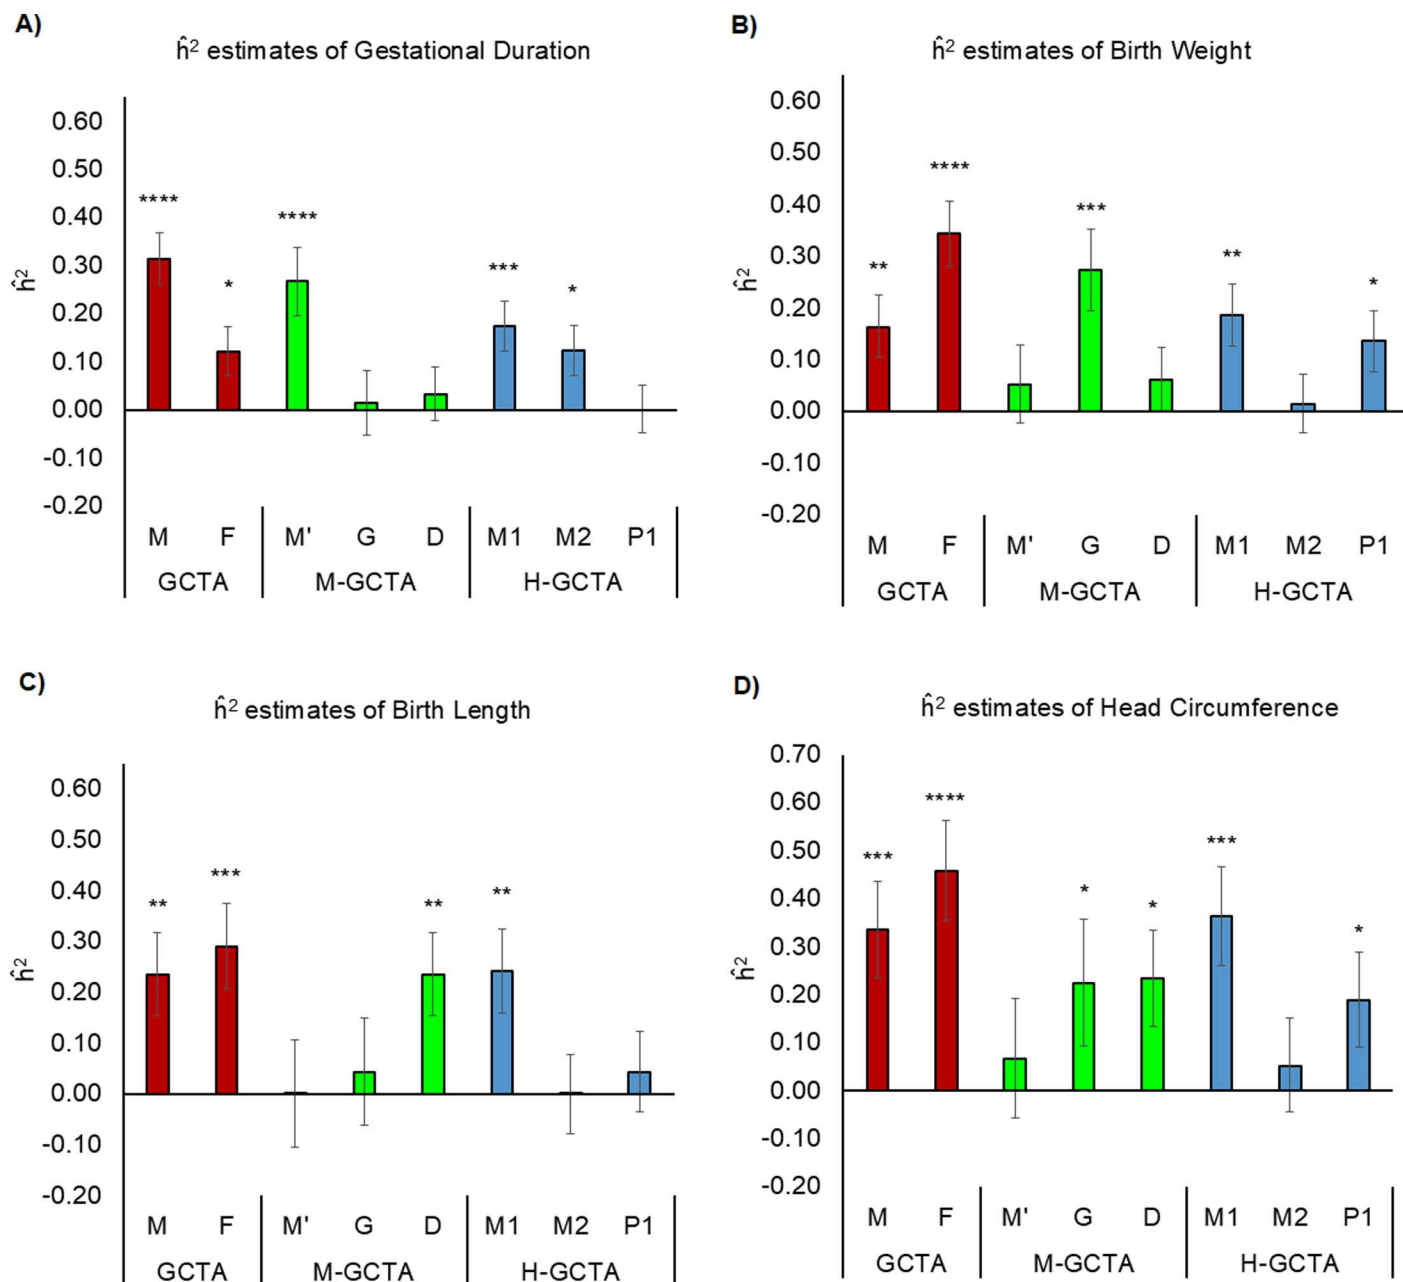 A)
ĥ² estimates of Gestational Duration
ĥ²
0.60
0.50
0.40
0.30
0.20
0.10
0.00
-0.10
-0.20
****
*
****
***
*
M F M' G D M1 M2 P1
GCTA M-GCTA H-GCTA
B)
ĥ² estimates of Birth Weight
ĥ²
0.60
0.50
0.40
0.30
0.20
0.10
0.00
-0.10
-0.20
**
****
***
**
*
M F M' G D M1 M2 P1
GCTA M-GCTA H-GCTA
C)
ĥ² estimates of Birth Length
ĥ²
0.60
0.50
0.40
0.30
0.20
0.10
0.00
-0.10
-0.20
**
***
**
**
M F M' G D M1 M2 P1
GCTA M-GCTA H-GCTA
D)
ĥ² estimates of Head Circumference
ĥ²
0.70
0.60
0.50
0.40
0.30
0.20
0.10
0.00
-0.10
-0.20
***
****
*
*
***
*
M F M' G D M1 M2 P1
GCTA M-GCTA H-GCTA